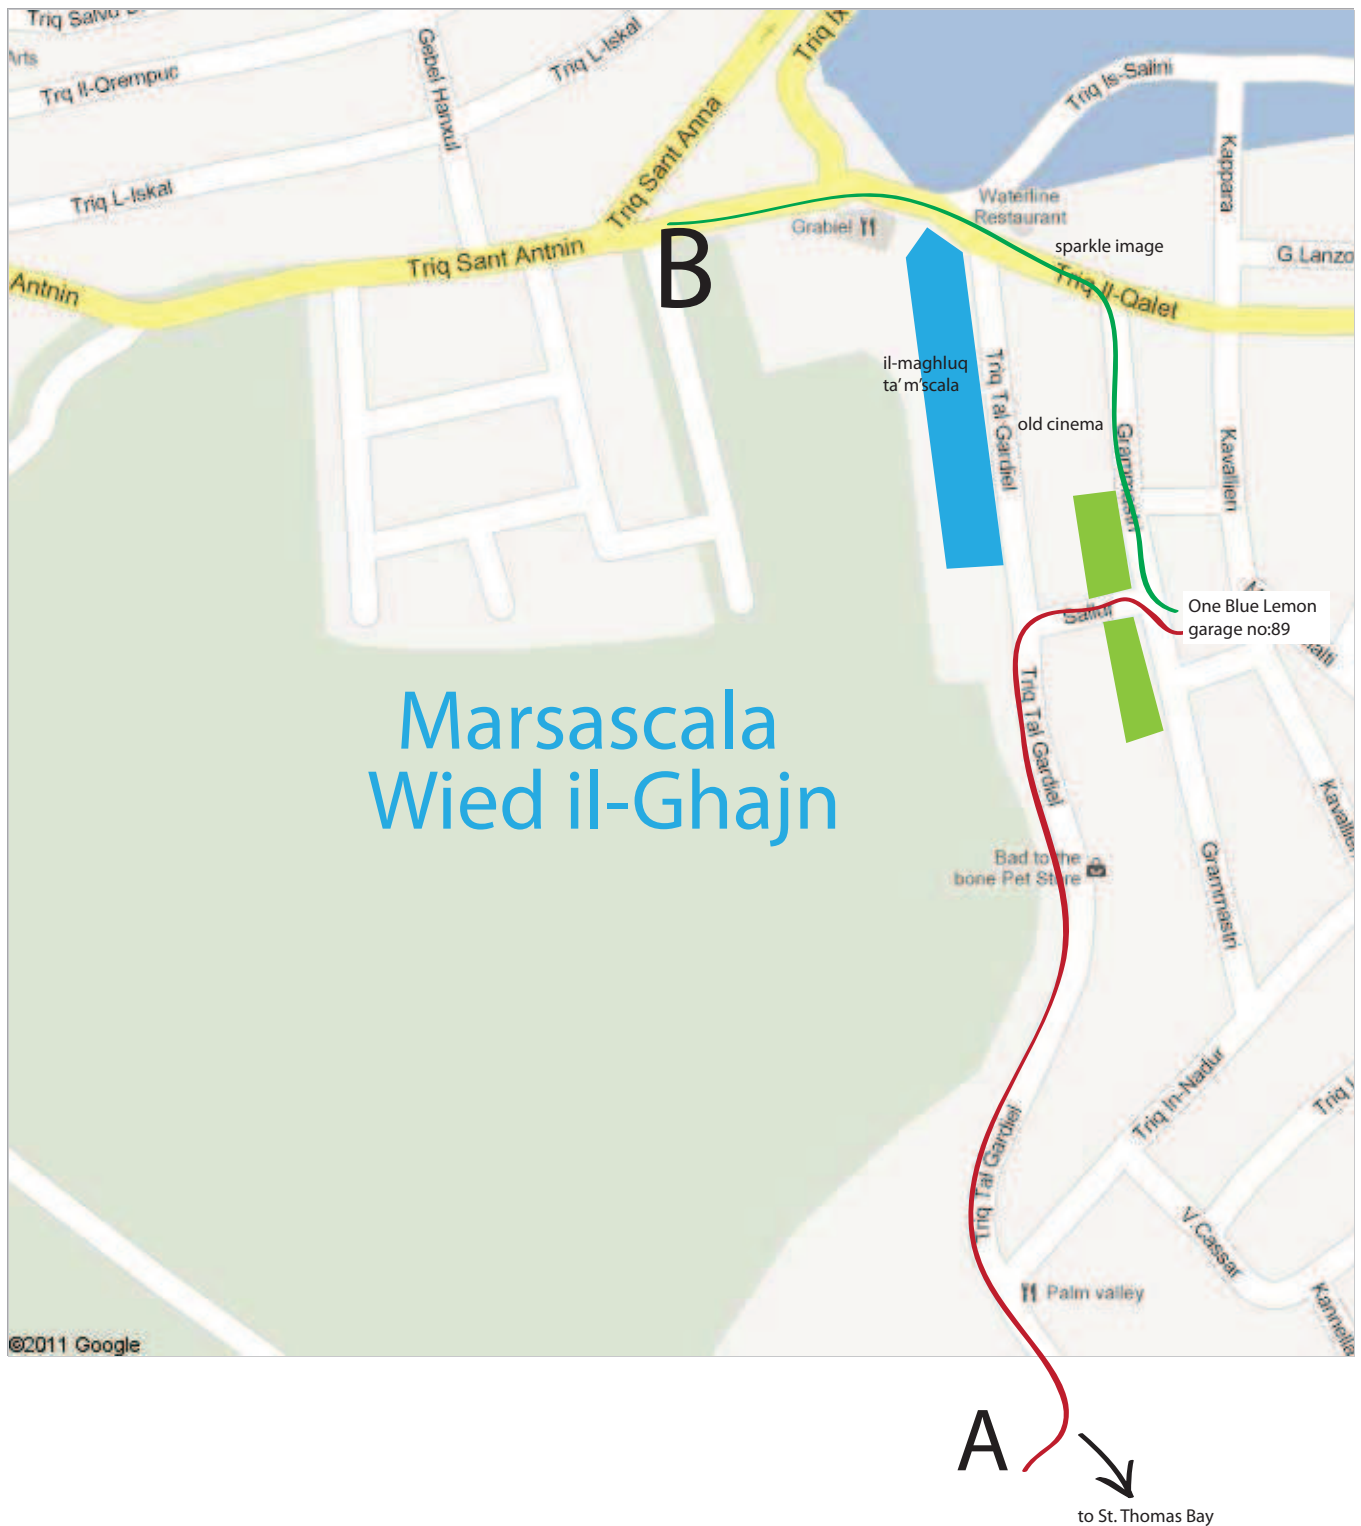 Triq Salvu
Arts
Trq Il-Qrempuc
Gebel Hanxul
Triq L-Iskal
Triq Ix
Triq Is-Salini
Triq L-Iskal
Triq Sant Anna
Kappara
Waterline
Restaurant
Grabiel
Triq Sant Antnin
Antnin
B
sparkle image
G.Lanzo
Triq Il-Qalet
il-maghluq
ta' m'scala
Triq Tal Gardiel
old cinema
Grammastri
Kavallieri
One Blue Lemon
garage no:89
Triq Tal Gardiel
Marsascala
Wied il-Ghajn
Kavallieri
Bad to the
bone Pet Store
Grammastri
Triq In-Nadur
Triq Tal Gardiel
Triq
V.Cassar
Palm valley
Kannella
©2011 Google
A
to St. Thomas Bay